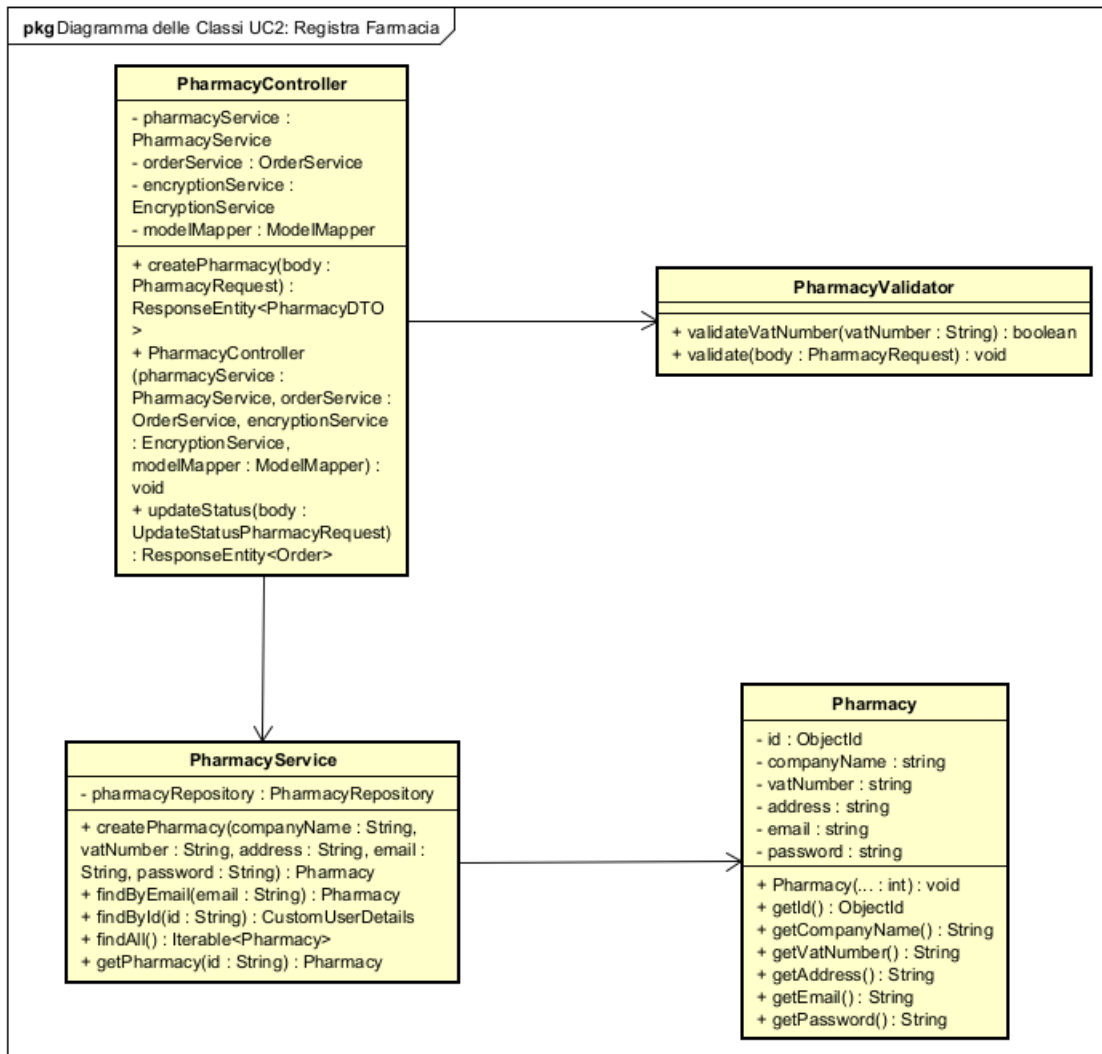 pkg Diagramma delle Classi UC2: Registra Farmacia
PharmacyController
- pharmacyService :
PharmacyService
- orderService : OrderService
- encryptionService :
EncryptionService
- modelMapper : ModelMapper
+ createPharmacy(body :
PharmacyRequest) :
ResponseEntity<PharmacyDTO
>
+ PharmacyController
(pharmacyService :
PharmacyService, orderService :
OrderService, encryptionService
: EncryptionService,
modelMapper : ModelMapper) :
void
+ updateStatus(body :
UpdateStatusPharmacyRequest)
: ResponseEntity<Order>
PharmacyValidator
+ validateVatNumber(vatNumber : String) : boolean
+ validate(body : PharmacyRequest) : void
PharmacyService
- pharmacyRepository : PharmacyRepository
+ createPharmacy(companyName : String,
vatNumber : String, address : String, email :
String, password : String) : Pharmacy
+ findByEmail(email : String) : Pharmacy
+ findById(id : String) : CustomUserDetails
+ findAll() : Iterable<Pharmacy>
+ getPharmacy(id : String) : Pharmacy
Pharmacy
- id : ObjectId
- companyName : string
- vatNumber : string
- address : string
- email : string
- password : string
+ Pharmacy(... : int) : void
+ getId() : ObjectId
+ getCompanyName() : String
+ getVatNumber() : String
+ getAddress() : String
+ getEmail() : String
+ getPassword() : String